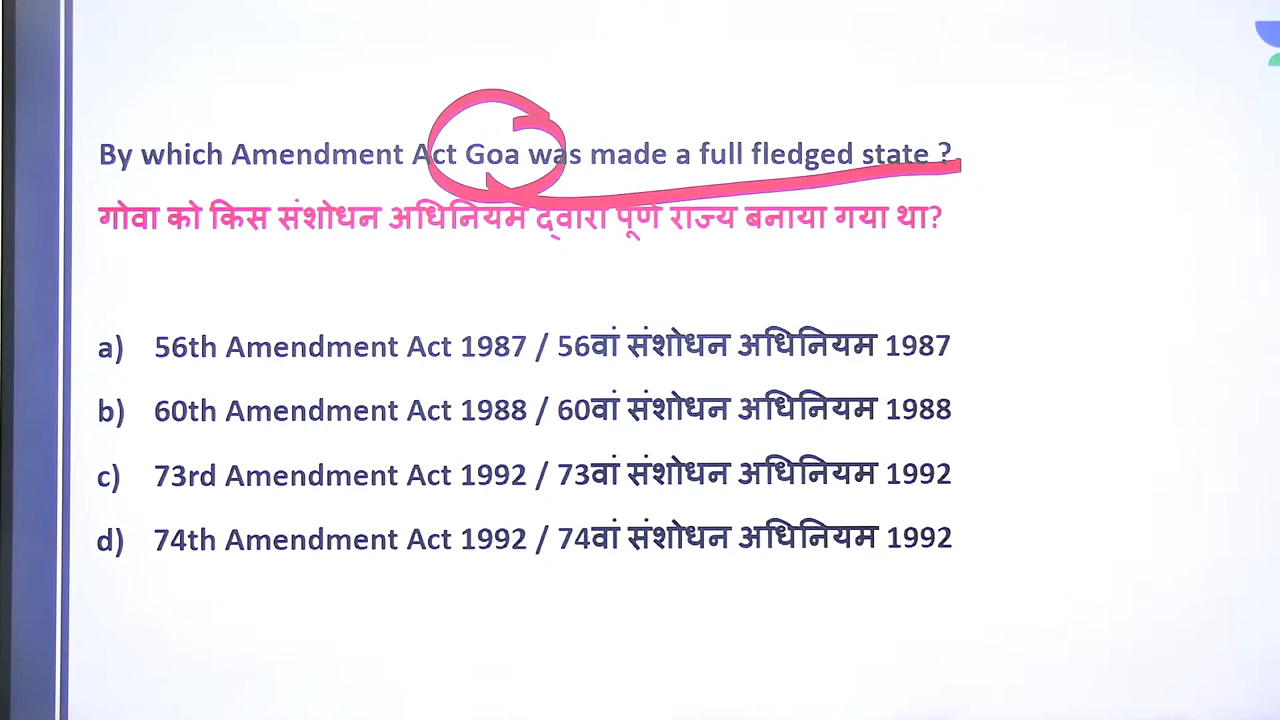 By which Amendment Act Goa was made a full fledged state ?
गोवा को किस संशोधन अधिनियम द्वारा पूर्ण राज्य बनाया गया था?
a) 56th Amendment Act 1987 / 56वां संशोधन अधिनियम 1987
b) 60th Amendment Act 1988 / 60वां संशोधन अधिनियम 1988
c) 73rd Amendment Act 1992 / 73वां संशोधन अधिनियम 1992
d) 74th Amendment Act 1992 / 74वां संशोधन अधिनियम 1992